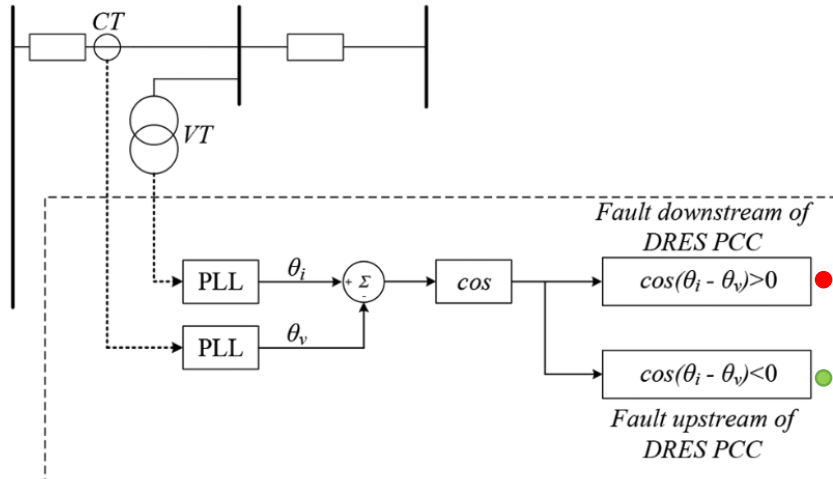 CT
VT
Fault downstream of
DRES PCC
PLL
θi
+ Σ
-
cos
cos(θi - θv)>0
PLL
θv
cos(θi - θv)<0
Fault upstream of
DRES PCC